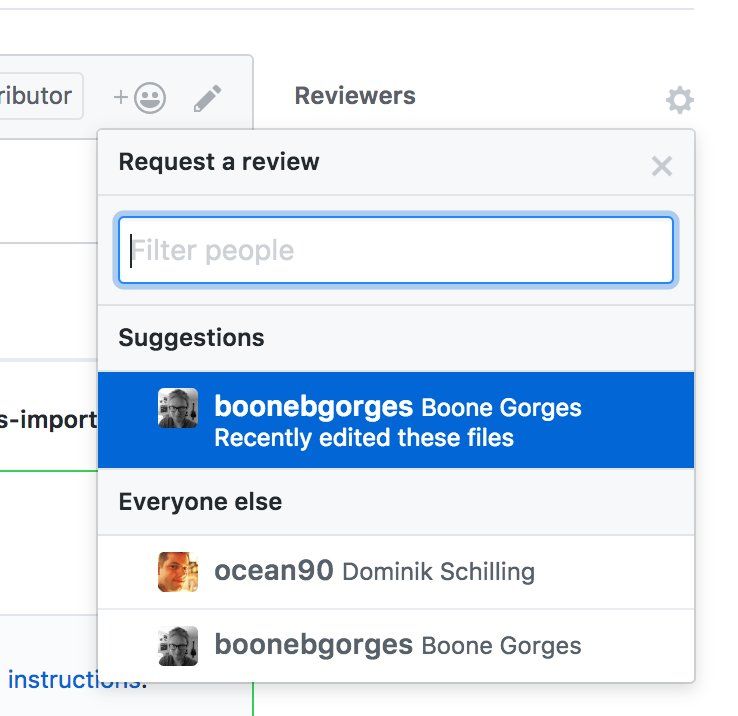 ributor
Reviewers
Request a review
Filter people
Suggestions
boonebgorges Boone Gorges
Recently edited these files
s-import
Everyone else
ocean90 Dominik Schilling
boonebgorges Boone Gorges
instructions.